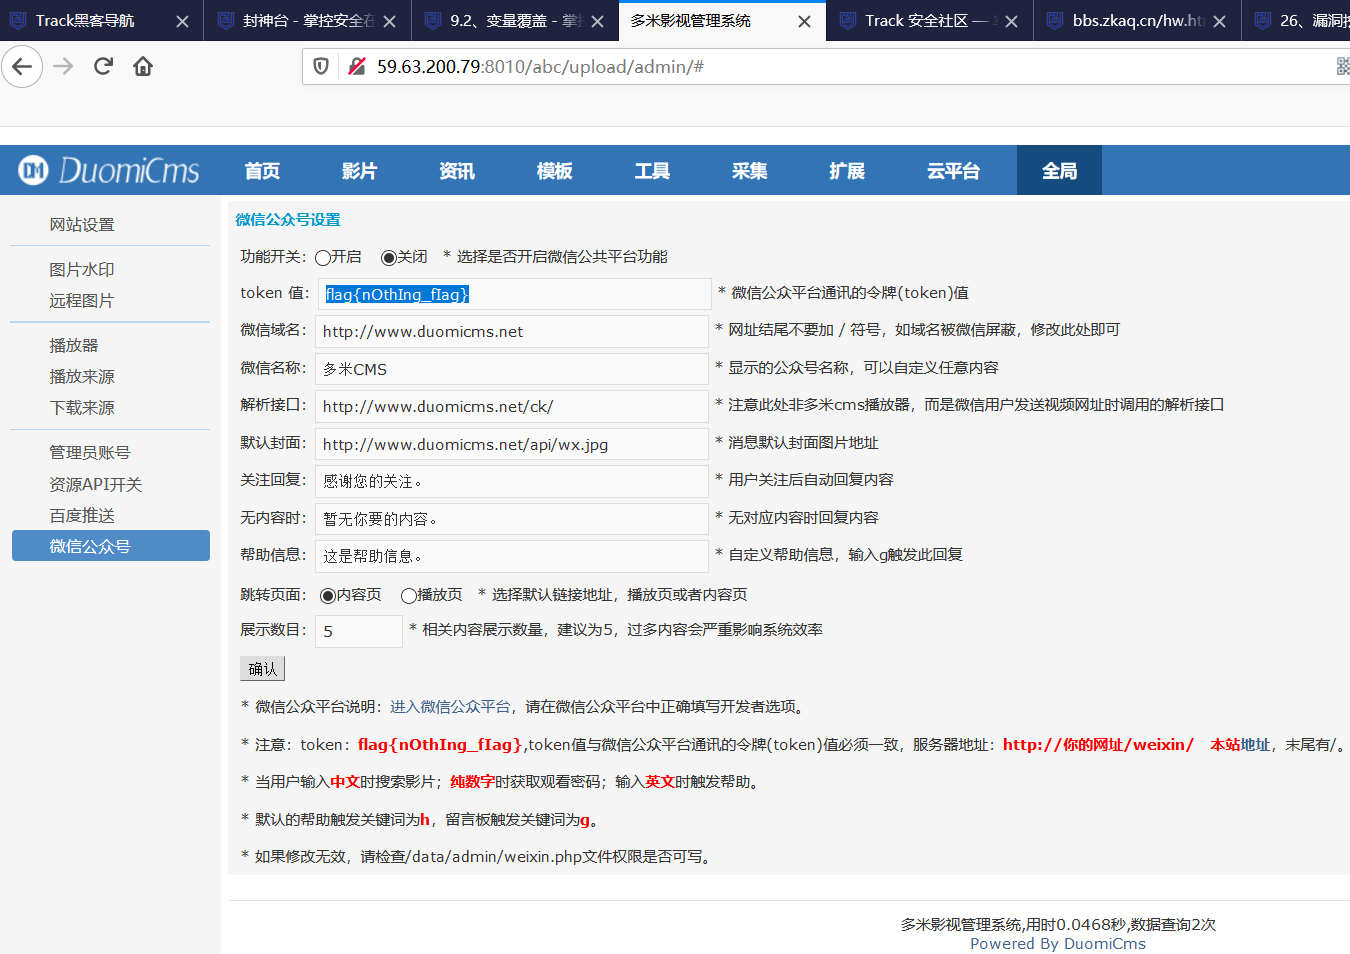 Track黑客导航
封神台 - 掌控安全在
9.2、变量覆盖 - 掌
多米影视管理系统
Track 安全社区 —
bbs.zkaq.cn/hw.ht
26、漏洞
59.63.200.79:8010/abc/upload/admin/#
DM DuomiCms 首页 影片 资讯 模板 工具 采集 扩展 云平台 全局
网站设置
图片水印
远程图片
播放器
播放来源
下载来源
管理员账号
资源API开关
百度推送
微信公众号
微信公众号设置
功能开关：开启 关闭 * 选择是否开启微信公共平台功能
token 值： flag{nOthIng_fIag} * 微信公众平台通讯的令牌(token)值
微信域名： http://www.duomicms.net * 网址结尾不要加 / 符号，如域名被微信屏蔽，修改此处即可
微信名称： 多米CMS * 显示的公众号名称，可以自定义任意内容
解析接口： http://www.duomicms.net/ck/ * 注意此处非多米cms播放器，而是微信用户发送视频网址时调用的解析接口
默认封面： http://www.duomicms.net/api/wx.jpg * 消息默认封面图片地址
关注回复： 感谢您的关注。 * 用户关注后自动回复内容
无内容时： 暂无你要的内容。 * 无对应内容时回复内容
帮助信息： 这是帮助信息。 * 自定义帮助信息，输入g触发此回复
跳转页面： 内容页 播放页 * 选择默认链接地址，播放页或者内容页
展示数目： 5 * 相关内容展示数量，建议为5，过多内容会严重影响系统效率
确认
* 微信公众平台说明：进入微信公众平台，请在微信公众平台中正确填写开发者选项。
* 注意：token：flag{nOthIng_fIag},token值与微信公众平台通讯的令牌(token)值必须一致，服务器地址：http://你的网址/weixin/ 本站地址，末尾有/。
* 当用户输入中文时搜索影片；纯数字时获取观看密码；输入英文时触发帮助。
* 默认的帮助触发关键词为h，留言板触发关键词为g。
* 如果修改无效，请检查/data/admin/weixin.php文件权限是否可写。
多米影视管理系统,用时0.0468秒,数据查询2次
Powered By DuomiCms